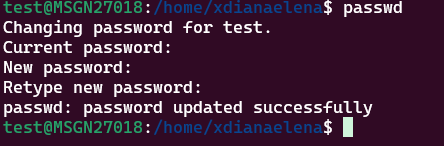 test@MSGN27018:/home/xdianaelena$ passwd
Changing password for test.
Current password:
New password:
Retype new password:
passwd: password updated successfully
test@MSGN27018:/home/xdianaelena$